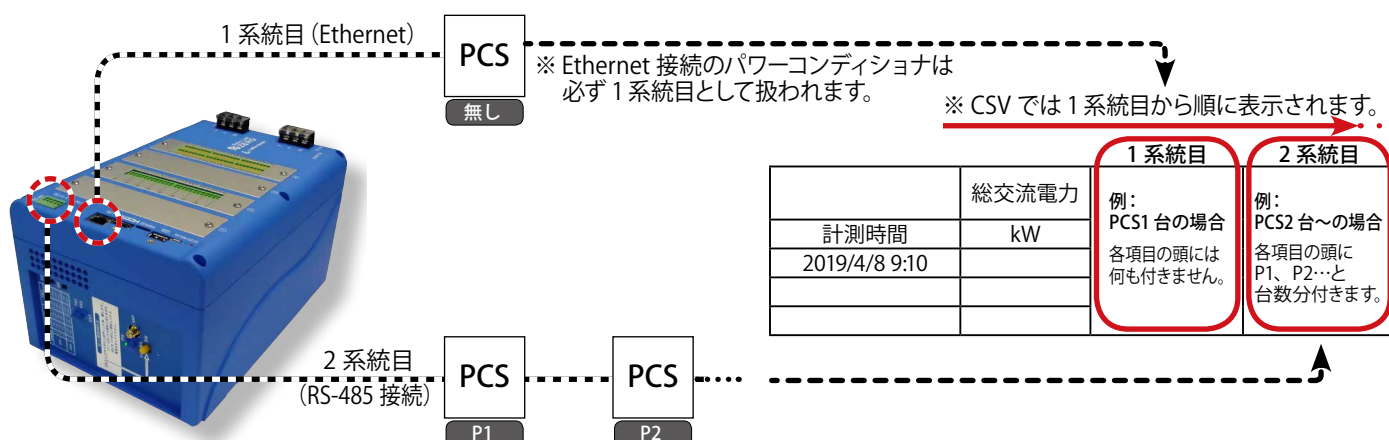 1 系統目（Ethernet）
PCS
無し
※ Ethernet 接続のパワーコンディショナは
必ず 1 系統目として扱われます。
※ CSV では 1 系統目から順に表示されます。
1 系統目
2 系統目
総交流電力
計測時間
kW
2019/4/8 9:10
例：
PCS1 台の場合
各項目の頭には
何も付きません。
例：
PCS2 台～の場合
各項目の頭に
P1、P2…と
台数分付きます。
2 系統目
（RS-485 接続）
PCS
P1
PCS
P2